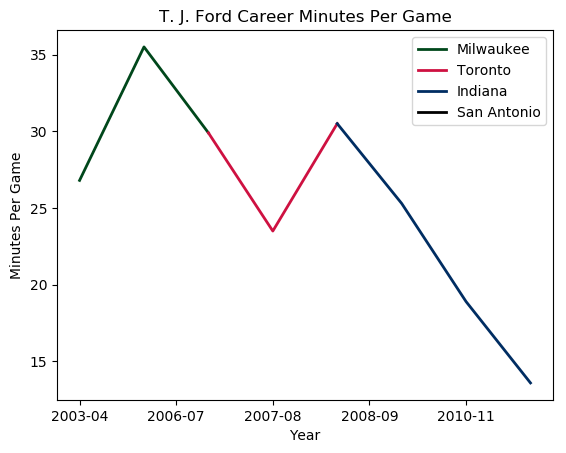 T. J. Ford Career Minutes Per Game
Milwaukee
Toronto
Indiana
San Antonio
35
30
25
20
15
Minutes Per Game
2003-04 2006-07 2007-08 2008-09 2010-11
Year